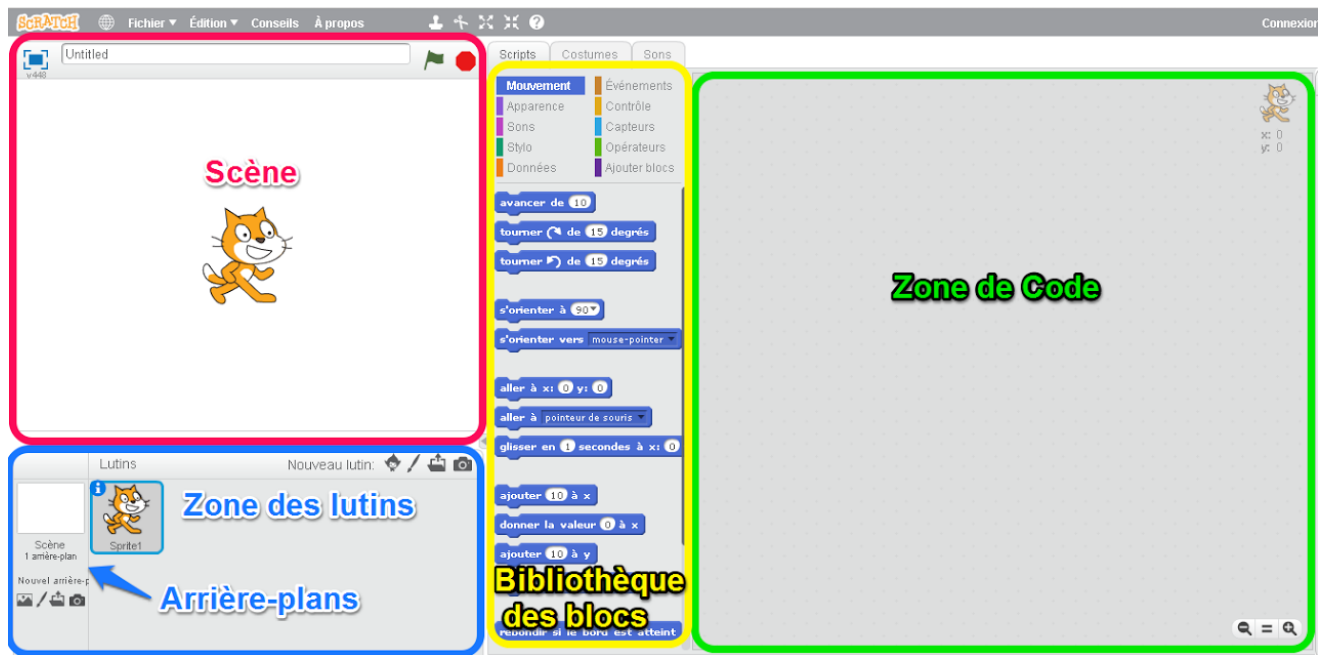 SCRATCH Fichier Édition Conseils À propos Connexion
Untitled
v448
Scène
Lutins Nouveau lutin:
Zone des lutins
Scène
1 arrière-plan
Sprite1
Nouvel arrière-p
Arrière-plans
Scripts Costumes Sons
Mouvement Événements
Apparence Contrôle
Sons Capteurs
Stylo Opérateurs
Données Ajouter blocs
avancer de 10
tourner de 15 degrés
tourner de 15 degrés
s'orienter à 90
s'orienter vers mouse-pointer
aller à x: 0 y: 0
aller à pointeur de souris
glisser en 1 secondes à x: 0
ajouter 10 à x
donner la valeur 0 à x
ajouter 10 à y
Bibliothèque
des blocs
rebondir si le bord est atteint
Zone de Code
x: 0
y: 0